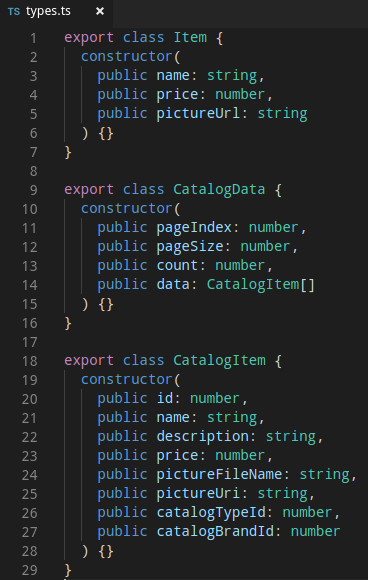 TS types.ts ×
1 export class Item {
2   constructor(
3     public name: string,
4     public price: number,
5     public pictureUrl: string
6   ) {}
7 }
8
9 export class CatalogData {
10   constructor(
11     public pageIndex: number,
12     public pageSize: number,
13     public count: number,
14     public data: CatalogItem[]
15   ) {}
16 }
17
18 export class CatalogItem {
19   constructor(
20     public id: number,
21     public name: string,
22     public description: string,
23     public price: number,
24     public pictureFileName: string,
25     public pictureUri: string,
26     public catalogTypeId: number,
27     public catalogBrandId: number
28   ) {}
29 }